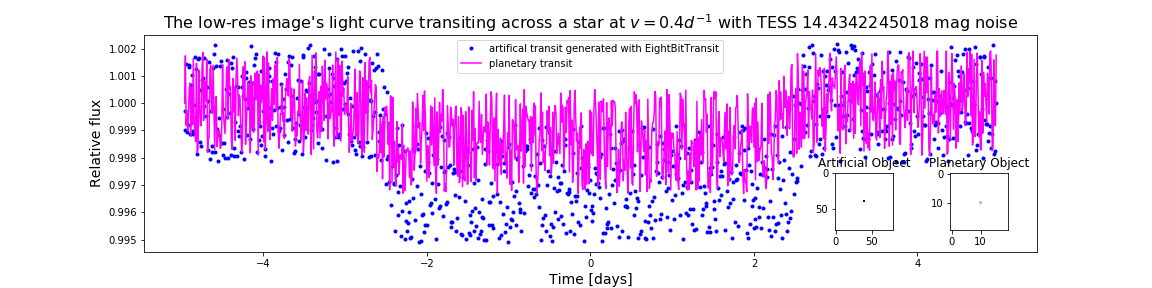 The low-res image's light curve transiting across a star at v = 0.4d⁻¹ with TESS 14.4342245018 mag noise
artifical transit generated with EightBitTransit
planetary transit
Relative flux
1.002
1.001
1.000
0.999
0.998
0.997
0.996
0.995
Artificial Object
0
50
0 50
Planetary Object
0
10
0 10
−4 −2 0 2 4
Time [days]